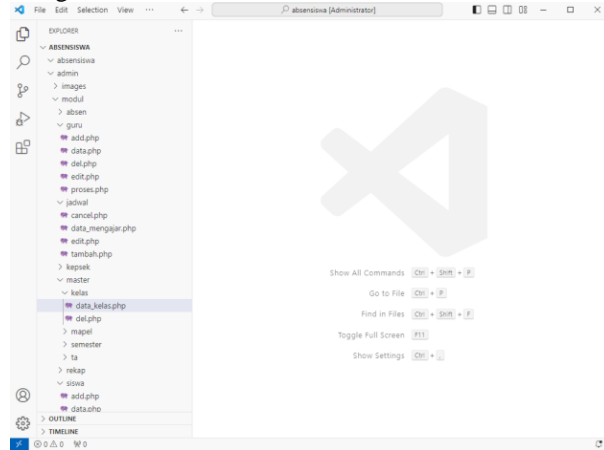 File Edit Selection View ... absensiswa [Administrator]
EXPLORER ...
ABSENSISWA
absensiswa
admin
images
modul
absen
guru
add.php
data.php
del.php
edit.php
proses.php
jadwal
cancel.php
data_mengajar.php
edit.php
tambah.php
kepsek
master
kelas
data_kelas.php
del.php
mapel
semester
ta
rekap
siswa
add.php
data.php
OUTLINE
TIMELINE
Show All Commands Ctrl + Shift + P
Go to File Ctrl + P
Find in Files Ctrl + Shift + F
Toggle Full Screen F11
Show Settings Ctrl + ,
0 0 0